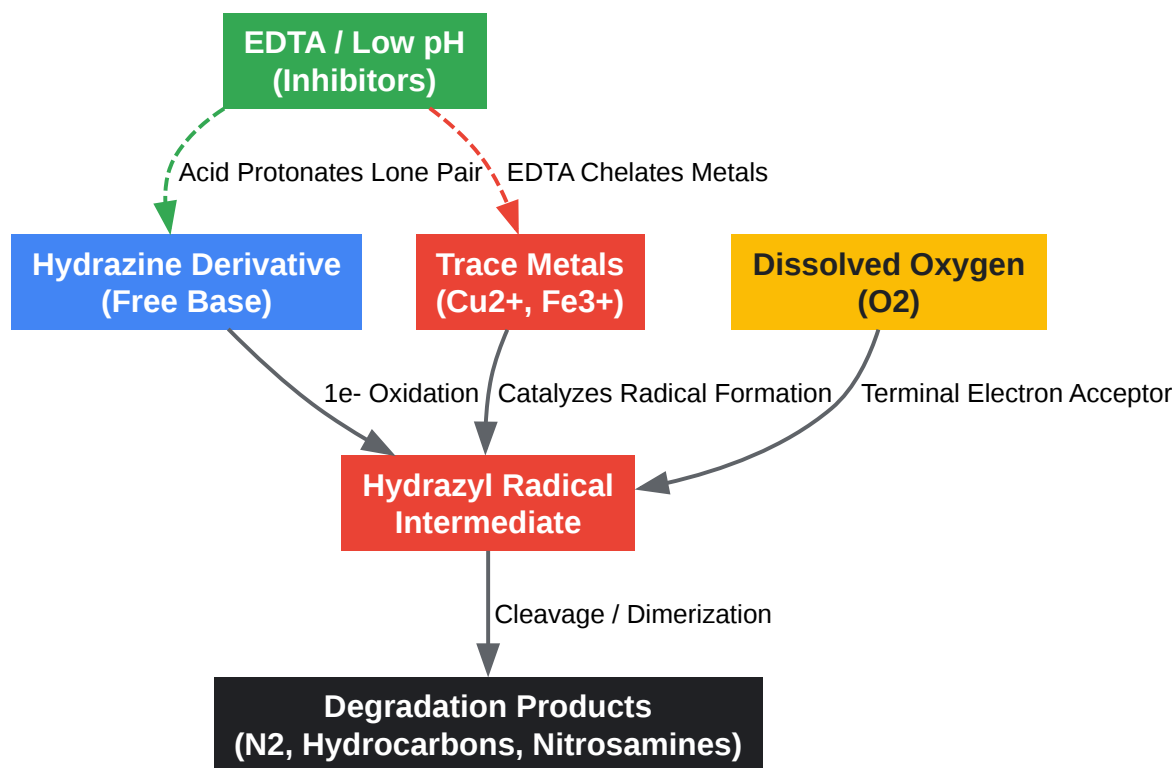 EDTA / Low pH
(Inhibitors)
Acid Protonates Lone Pair
EDTA Chelates Metals
Hydrazine Derivative
(Free Base)
Trace Metals
(Cu2+, Fe3+)
Dissolved Oxygen
(O2)
1e- Oxidation
Catalyzes Radical Formation
Terminal Electron Acceptor
Hydrazyl Radical
Intermediate
Cleavage / Dimerization
Degradation Products
(N2, Hydrocarbons, Nitrosamines)